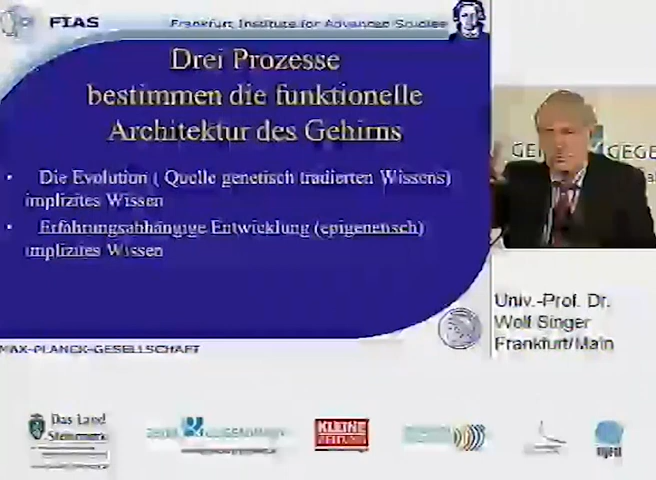 FIAS
Frankfurt Institute for Advanced Studies
Drei Prozesse
bestimmen die funktionelle
Architektur des Gehirns
• Die Evolution ( Quelle genetisch tradierten Wissens)
implizites Wissen
• Erfahrungsabhängige Entwicklung (epigenetisch)
implizites Wissen
MAX-PLANCK-GESELLSCHAFT
Univ.-Prof. Dr.
Wolf Singer
Frankfurt/Main
Das Land
Steiermark
KLEINE
ZEITUNG